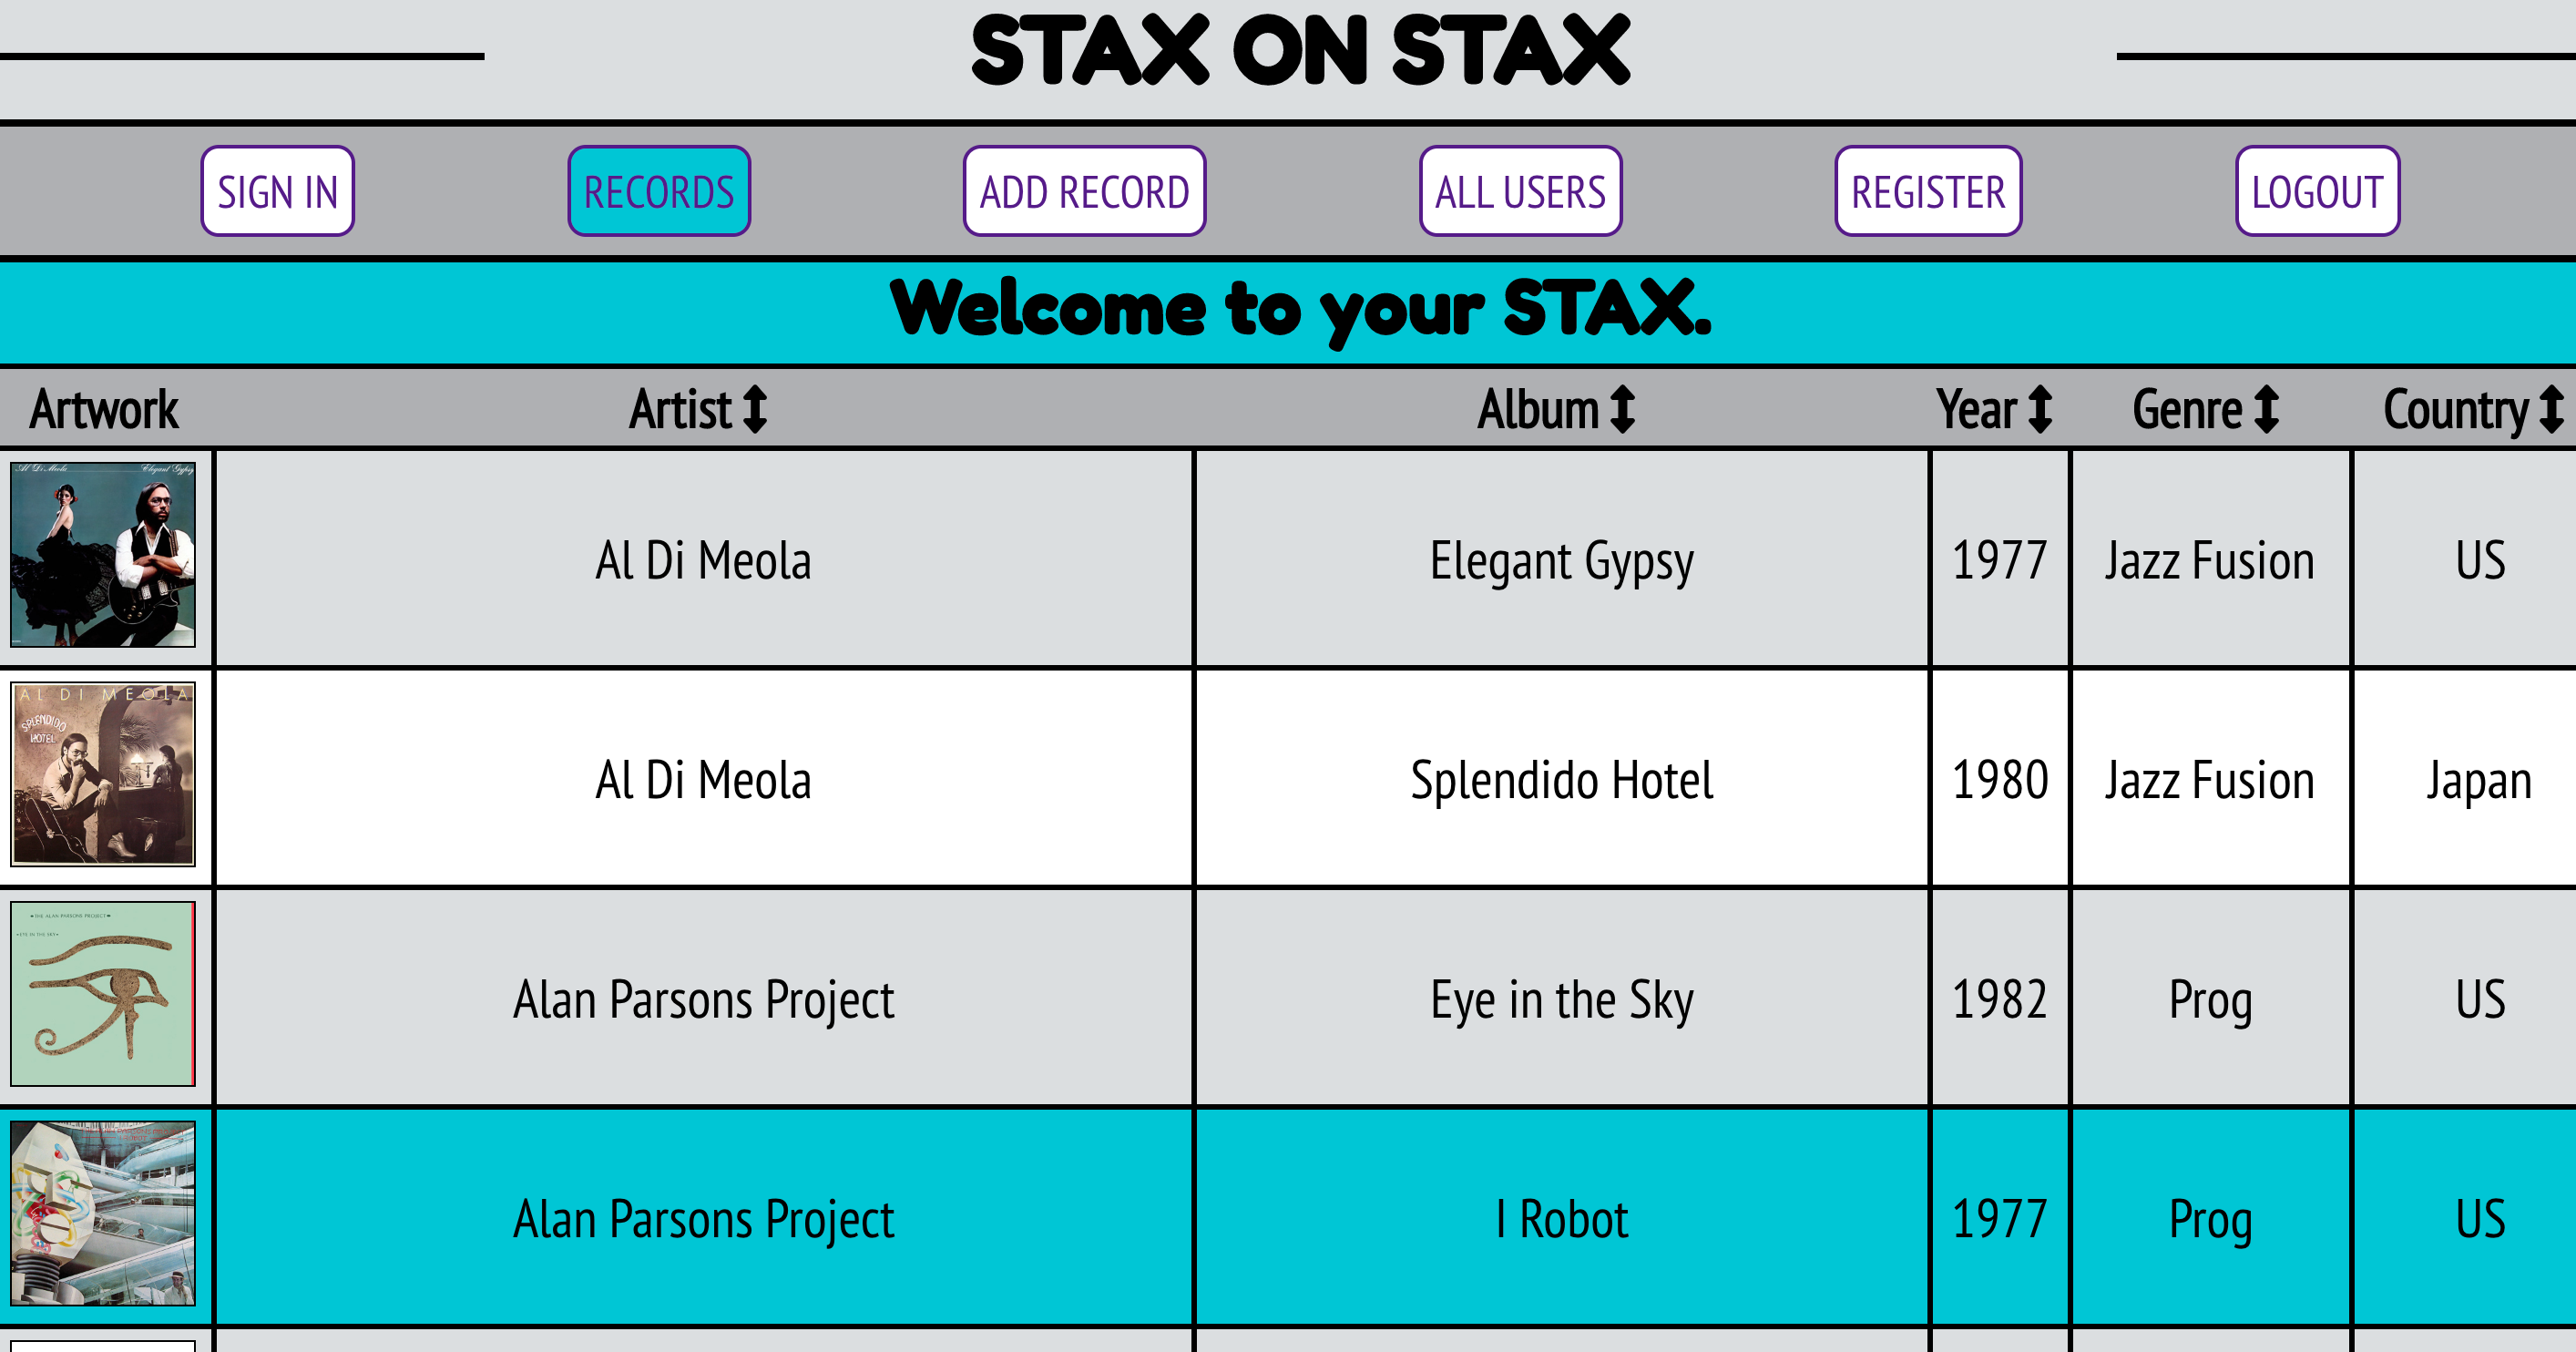 STAX ON STAX
SIGN IN RECORDS ADD RECORD ALL USERS REGISTER LOGOUT
Welcome to your STAX.
Artwork Artist Album Year Genre Country
Al Di Meola Elegant Gypsy
Al Di Meola Elegant Gypsy 1977 Jazz Fusion US
AL DI MEOLA
SPLENDIDO
HOTEL
Al Di Meola Splendido Hotel 1980 Jazz Fusion Japan
THE ALAN PARSONS PROJECT
EYE IN THE SKY
Alan Parsons Project Eye in the Sky 1982 Prog US
Alan Parsons Project I Robot 1977 Prog US